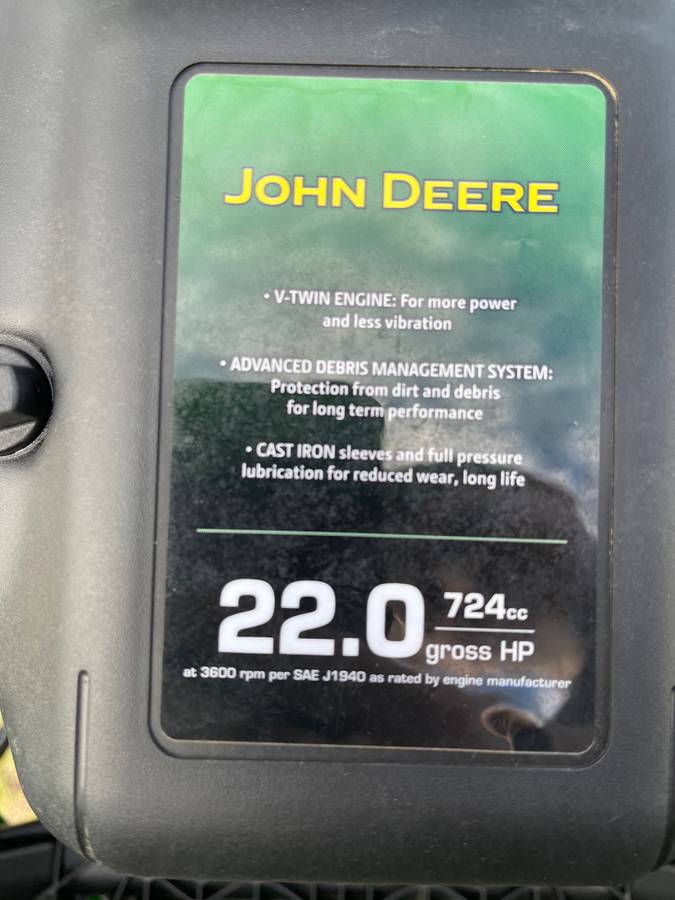 JOHN DEERE
• V-TWIN ENGINE: For more power
and less vibration
• ADVANCED DEBRIS MANAGEMENT SYSTEM:
Protection from dirt and debris
for long term performance
• CAST IRON sleeves and full pressure
lubrication for reduced wear, long life
22.0 724cc
gross HP
at 3600 rpm per SAE J1940 as rated by engine manufacturer